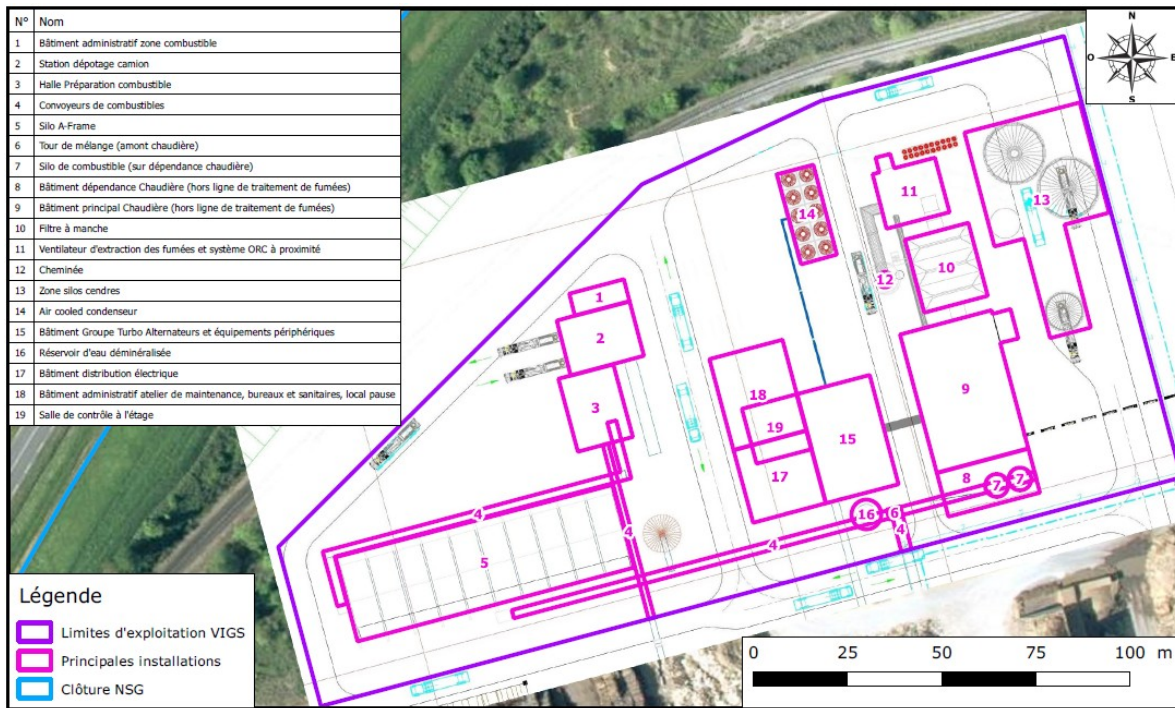 N° Nom
1 Bâtiment administratif zone combustible
2 Station dépotage camion
3 Halle Préparation combustible
4 Convoyeurs de combustibles
5 Silo A-Frame
6 Tour de mélange (amont chaudière)
7 Silo de combustible (sur dépendance chaudière)
8 Bâtiment dépendance Chaudière (hors ligne de traitement de fumées)
9 Bâtiment principal Chaudière (hors ligne de traitement de fumées)
10 Filtre à manche
11 Ventilateur d'extraction des fumées et système ORC à proximité
12 Cheminée
13 Zone silos cendres
14 Air cooled condenseur
15 Bâtiment Groupe Turbo Alternateurs et équipements périphériques
16 Réservoir d'eau déminéralisée
17 Bâtiment distribution électrique
18 Bâtiment administratif atelier de maintenance, bureaux et sanitaires, local pause
19 Salle de contrôle à l'étage
N
O E
S
11
13
14
10
12
1
2
18
9
3
19
15
17
8
7 7
16 6
4
4
4
4
5
Légende
Limites d'exploitation VIGS
Principales installations
Clôture NSG
0 25 50 75 100 m